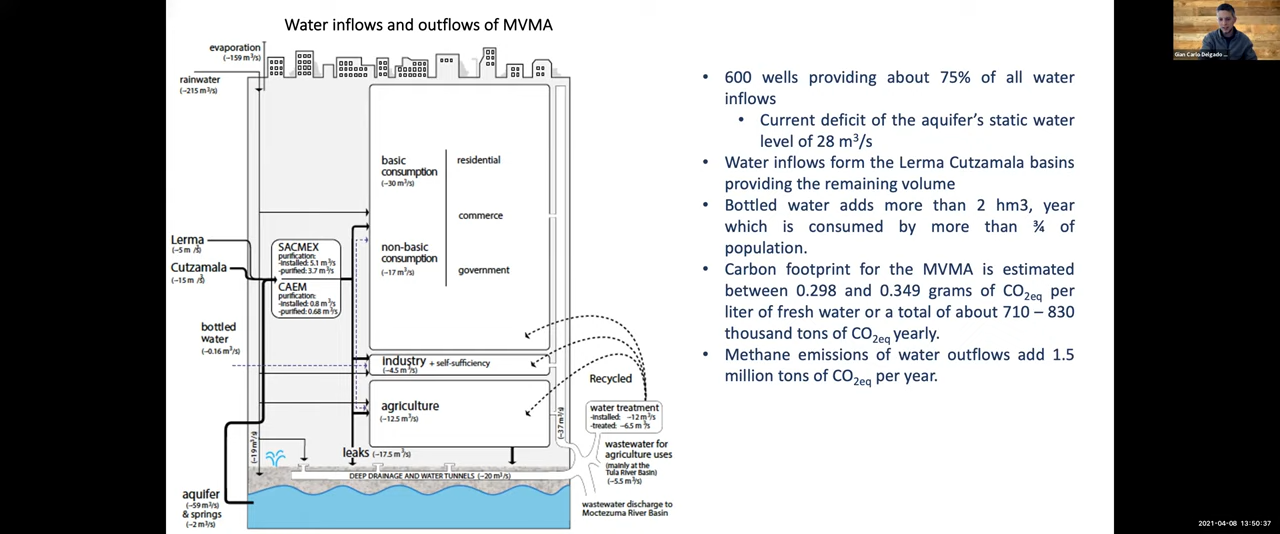 Water inflows and outflows of MVMA
evaporation
(~159 m³/s)
rainwater
(~215 m³/s)
basic
consumption
(~30 m³/s)
residential
commerce
non-basic
consumption
(~17 m³/s)
government
Lerma
(~5 m³/s)
Cutzamala
(~15 m³/s)
SACMEX
purification:
-installed: 5.1 m³/s
-purified: 3.7 m³/s
CAEM
purification:
-installed: 0.8 m³/s
-purified: 0.68 m³/s
bottled
water
(~0.16 m³/s)
industry + self-sufficiency
(~4.5 m³/s)
agriculture
(~12.5 m³/s)
Recycled
water treatment
-installed: ~12 m³/s
-treated: ~6.5 m³/s
(~37 m³/s)
(~19 m³/s)
leaks (~17.5 m³/s)
DEEP DRAINAGE AND WATER TUNNELS (~20 m³/s)
wastewater for
agriculture uses
(mainly at the
Tula River Basin)
(~5.5 m³/s)
wastewater discharge to
Moctezuma River Basin
aquifer
(~59 m³/s)
& springs
(~2 m³/s)
• 600 wells providing about 75% of all water
inflows
• Current deficit of the aquifer's static water
level of 28 m³/s
• Water inflows form the Lerma Cutzamala basins
providing the remaining volume
• Bottled water adds more than 2 hm3, year
which is consumed by more than ¾ of
population.
• Carbon footprint for the MVMA is estimated
between 0.298 and 0.349 grams of CO2eq per
liter of fresh water or a total of about 710 – 830
thousand tons of CO2eq yearly.
• Methane emissions of water outflows add 1.5
million tons of CO2eq per year.
Gian Carlo Delgado ...
2021-04-08 13:50:37